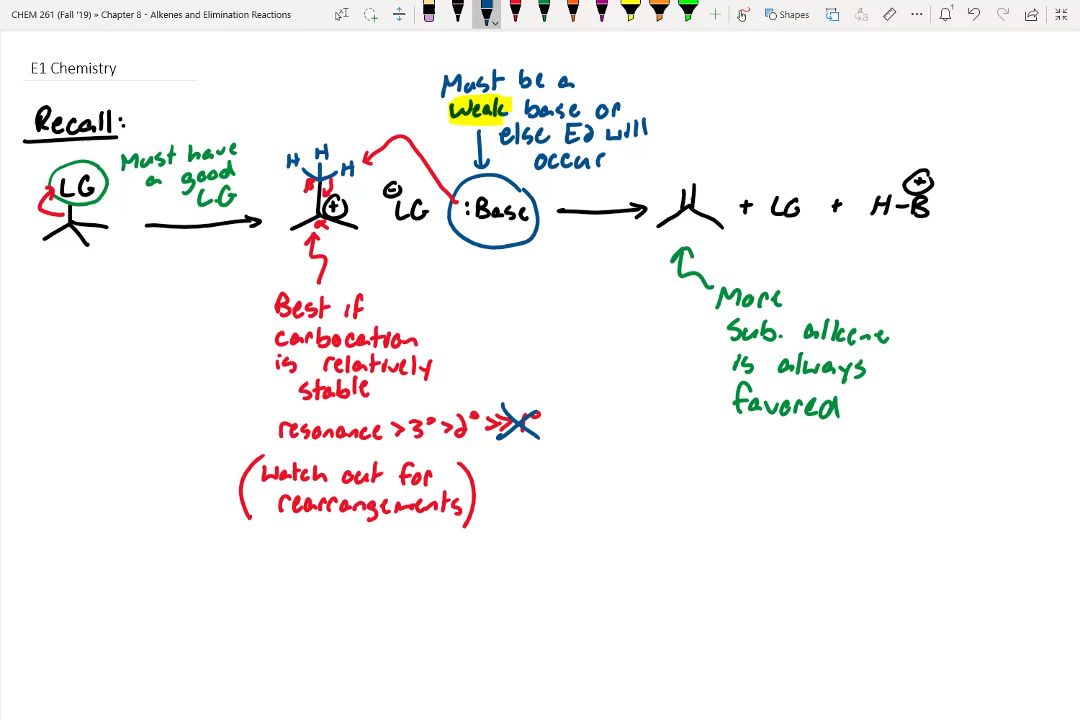 CHEM 261 (Fall '19) » Chapter 8 - Alkenes and Elimination Reactions
Shapes
E1 Chemistry
Recall:
LG
Must have
a good
LG
H H H
+
α
⊖
LG
Must be a
weak base or
else E2 will
occur
:Base
+ LG + H-B
⊕
Best if
carbocation
is relatively
stable
resonance > 3° > 2° >> 1°
(Watch out for
rearrangements)
More
sub. alkene
is always
favored